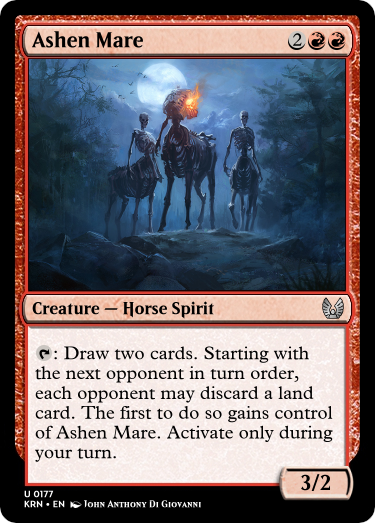 Ashen Mare 2
Creature — Horse Spirit
: Draw two cards. Starting with
the next opponent in turn order,
each opponent may discard a land
card. The first to do so gains control
of Ashen Mare. Activate only during
your turn.
3/2
U 0177
KRN • EN John Anthony Di Giovanni